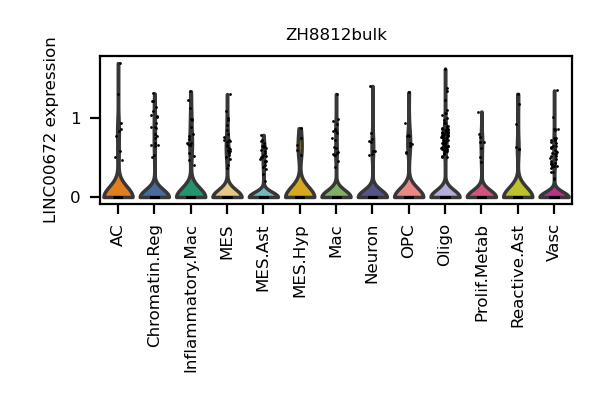 ZH8812bulk
LINC00672 expression
1
0
AC
Chromatin.Reg
Inflammatory.Mac
MES
MES.Ast
MES.Hyp
Mac
Neuron
OPC
Oligo
Prolif.Metab
Reactive.Ast
Vasc